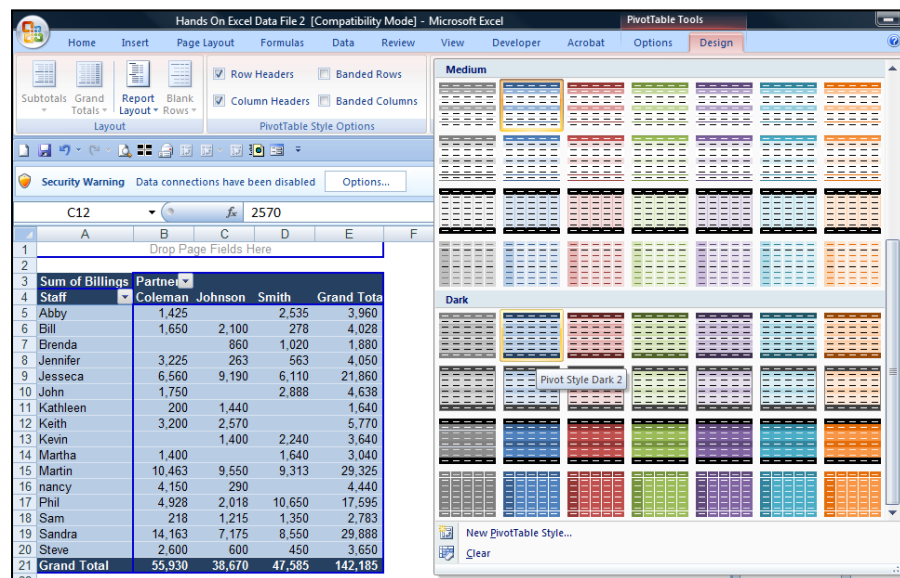 Hands On Excel Data File 2 [Compatibility Mode] - Microsoft Excel
PivotTable Tools
Home Insert Page Layout Formulas Data Review View Developer Acrobat Options Design
Subtotals Grand Totals Report Layout Blank Rows
Row Headers Banded Rows
Column Headers Banded Columns
Layout PivotTable Style Options
Security Warning Data connections have been disabled Options...
C12 fx 2570
A B C D E F
1 Drop Page Fields Here
2
3 Sum of Billings Partner
4 Staff Coleman Johnson Smith Grand Tota
5 Abby 1,425 2,535 3,960
6 Bill 1,650 2,100 278 4,028
7 Brenda 860 1,020 1,880
8 Jennifer 3,225 263 563 4,050
9 Jesseca 6,560 9,190 6,110 21,860
10 John 1,750 2,888 4,638
11 Kathleen 200 1,440 1,640
12 Keith 3,200 2,570 5,770
13 Kevin 1,400 2,240 3,640
14 Martha 1,400 1,640 3,040
15 Martin 10,463 9,550 9,313 29,325
16 nancy 4,150 290 4,440
17 Phil 4,928 2,018 10,650 17,595
18 Sam 218 1,215 1,350 2,783
19 Sandra 14,163 7,175 8,550 29,888
20 Steve 2,600 600 450 3,650
21 Grand Total 55,930 38,670 47,585 142,185
Medium
Dark
Pivot Style Dark 2
New PivotTable Style...
Clear